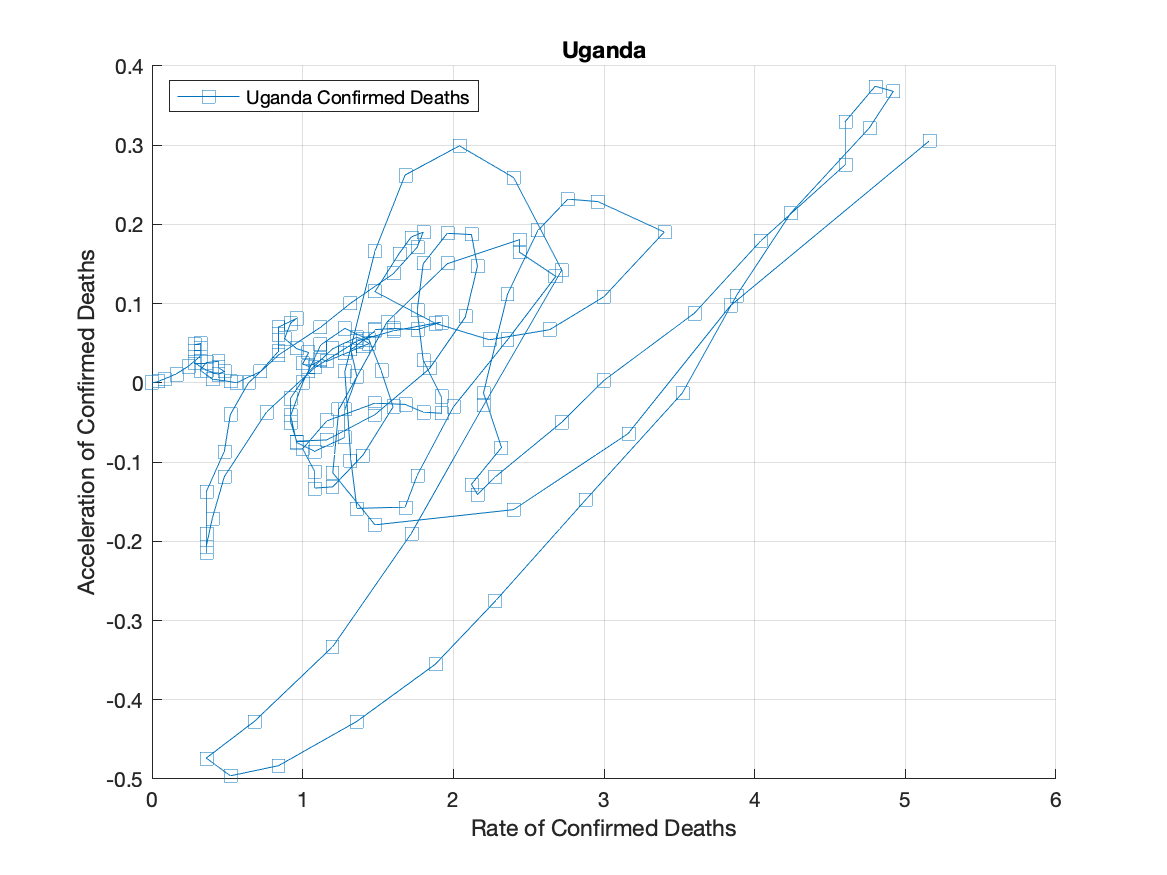 Uganda
Uganda Confirmed Deaths
0.4
0.3
0.2
0.1
0
-0.1
-0.2
-0.3
-0.4
-0.5
Acceleration of Confirmed Deaths
0 1 2 3 4 5 6
Rate of Confirmed Deaths